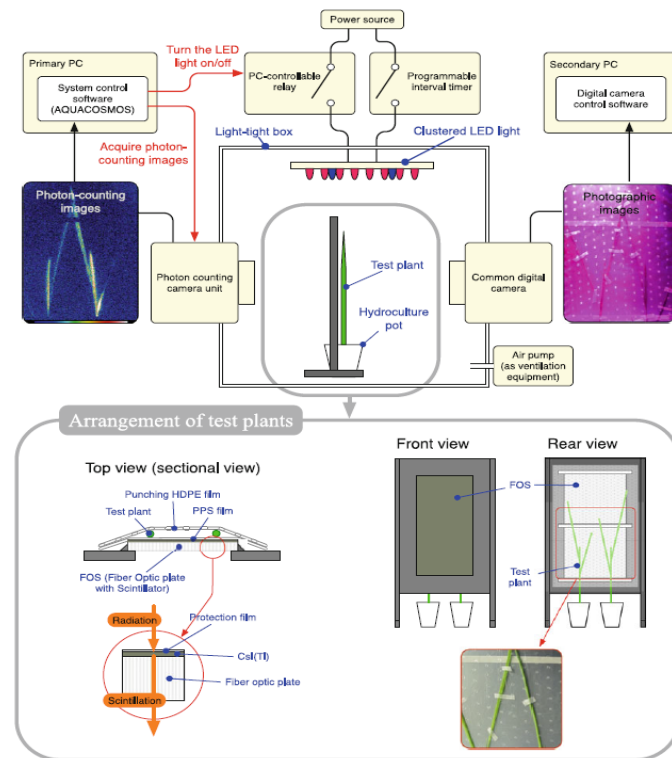 Power source
Primary PC
System control
software
(AQUACOSMOS)
Turn the LED
light on/off
PC-controllable
relay
Programmable
interval timer
Secondary PC
Digital camera
control software
Acquire photon-
counting images
Light-tight box
Clustered LED light
Photon-counting
images
Photographic
images
Photon counting
camera unit
Test plant
Hydroculture
pot
Common digital
camera
Air pump
(as ventilation
equipment)
Arrangement of test plants
Top view (sectional view)
Punching HDPE film
Test plant
PPS film
FOS (Fiber Optic plate
with Scintillator)
Radiation
Protection film
CsI(Tl)
Fiber optic plate
Scintillation
Front view
Rear view
FOS
Test
plant